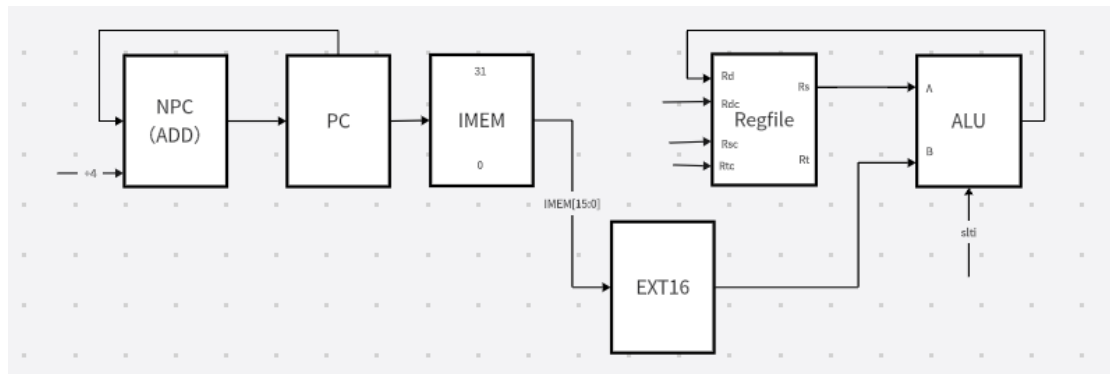 NPC
（ADD）
+4
PC
31
IMEM
0
IMEM[15:0]
EXT16
Rd
Rdc
Rsc
Rtc
Regfile
Rs
Rt
A
B
ALU
slti